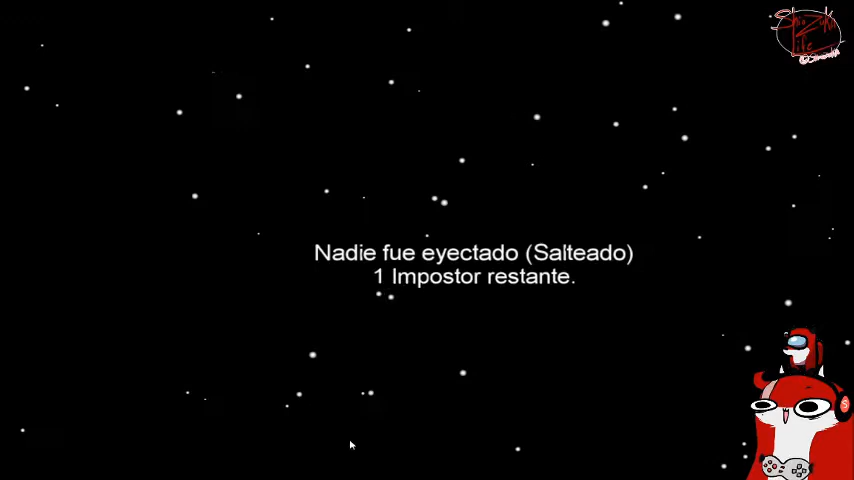 Nadie fue eyectado (Salteado)
1 Impostor restante.